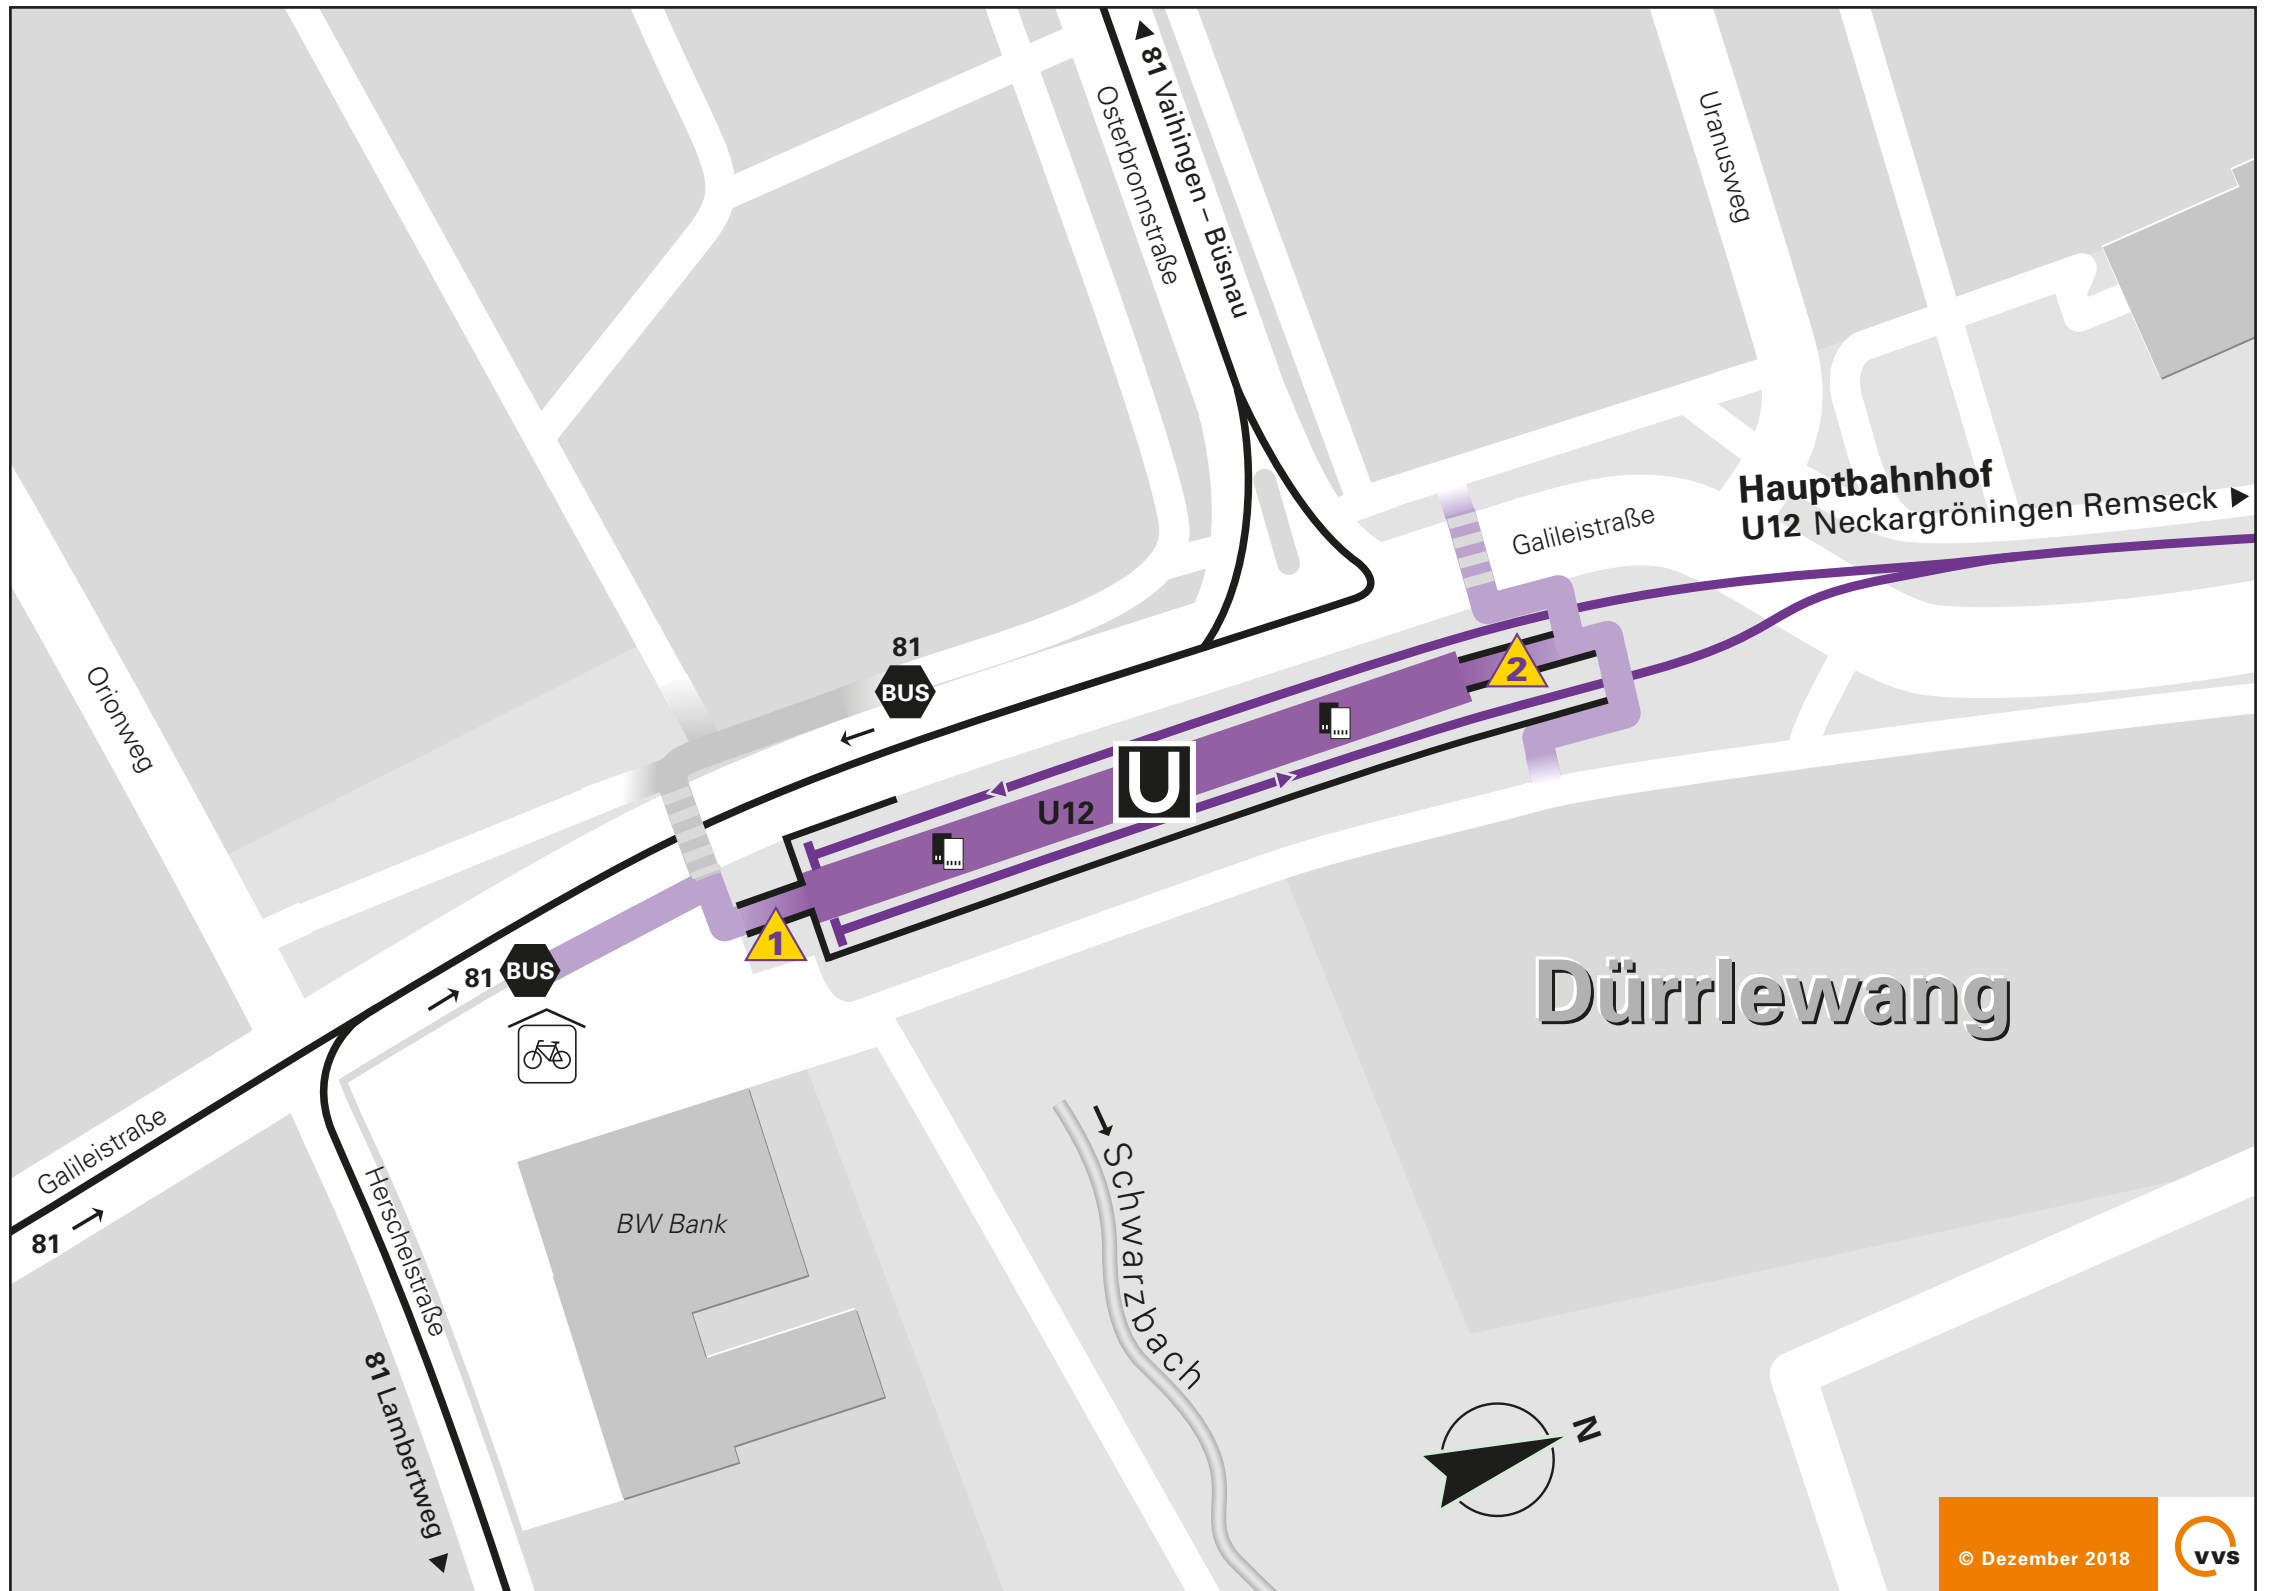 81 Vaihingen – Büsnau
Osterbronnstraße
Uranusweg
Hauptbahnhof
U12 Neckargröningen Remseck
Galileistraße
81
BUS
2
Orionweg
U
U12
1
81
BUS
Dürrlewang
Galileistraße
81
Herschelstraße
BW Bank
Schwarzbach
81 Lambertweg
N
© Dezember 2018
vvs